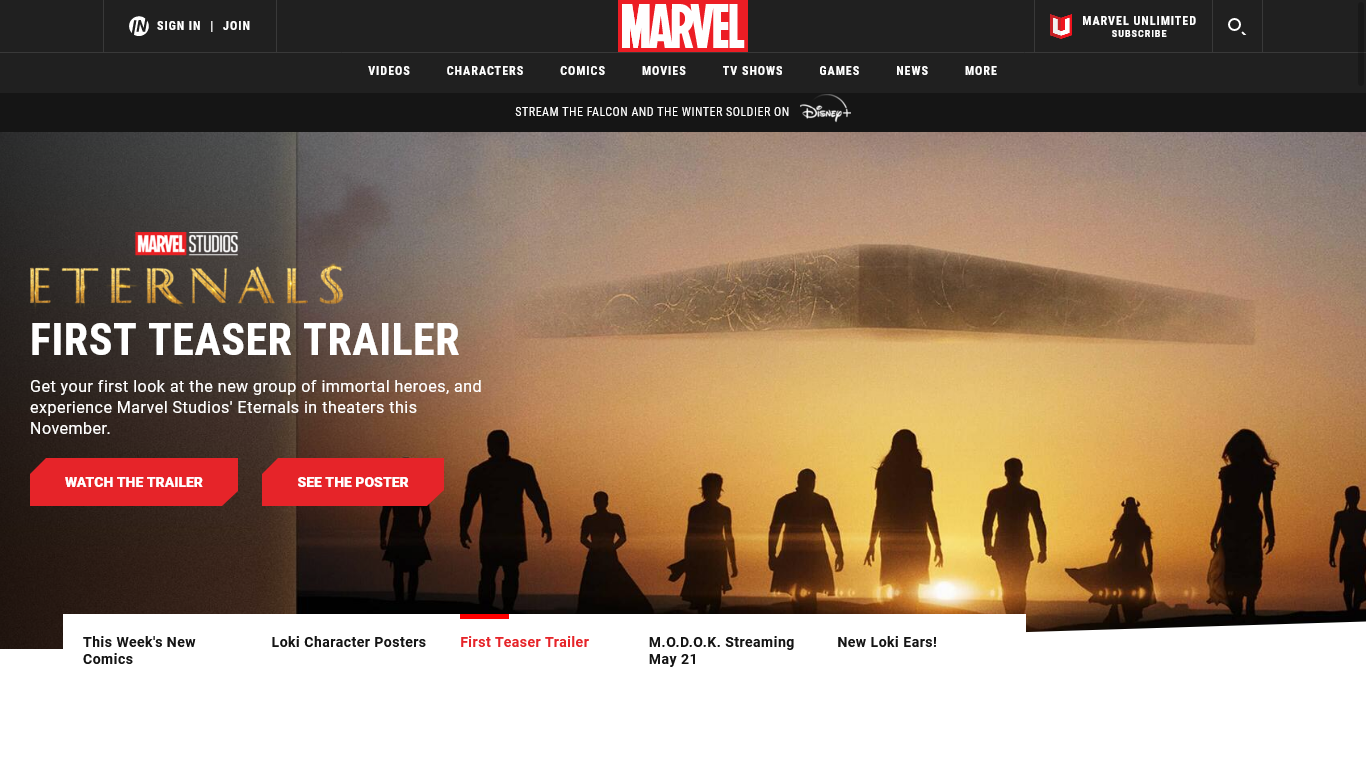 SIGN IN | JOIN
MARVEL
MARVEL UNLIMITED
SUBSCRIBE
VIDEOS CHARACTERS COMICS MOVIES TV SHOWS GAMES NEWS MORE
STREAM THE FALCON AND THE WINTER SOLDIER ON Disney+
MARVEL STUDIOS
ETERNALS
FIRST TEASER TRAILER
Get your first look at the new group of immortal heroes, and
experience Marvel Studios' Eternals in theaters this
November.
WATCH THE TRAILER SEE THE POSTER
This Week's New
Comics
Loki Character Posters
First Teaser Trailer
M.O.D.O.K. Streaming
May 21
New Loki Ears!